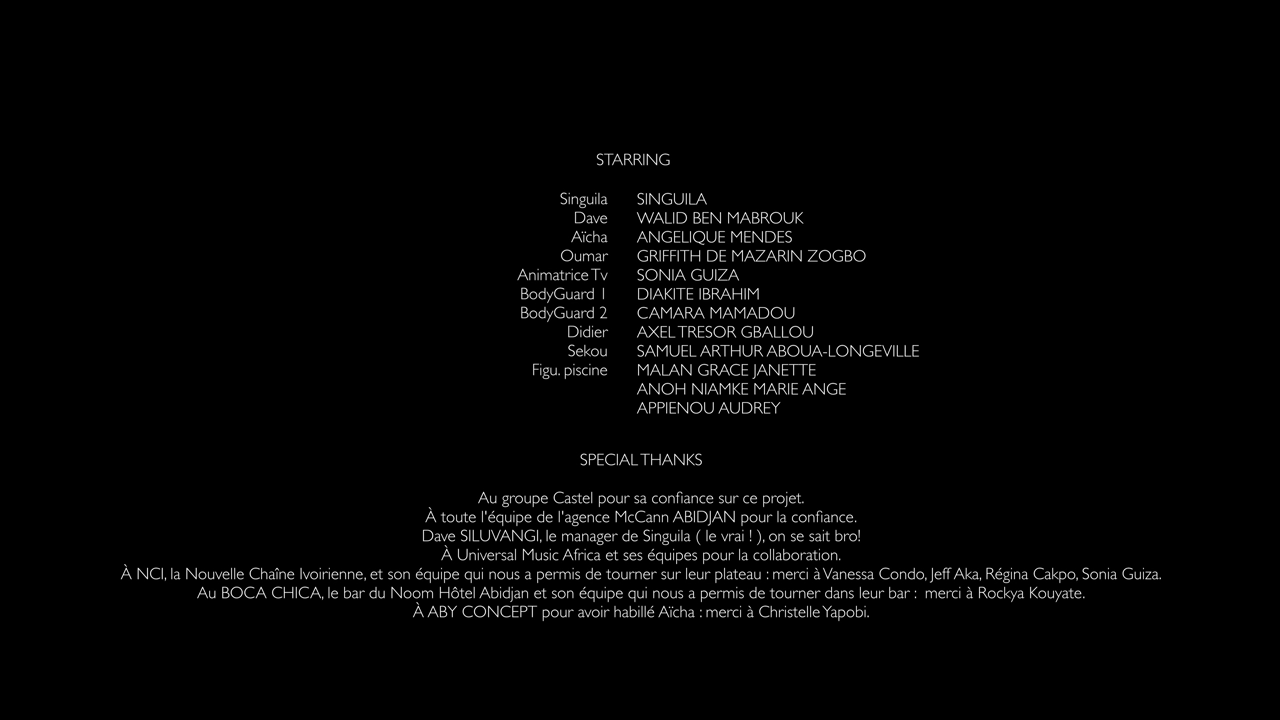 STARRING
Singuila SINGUILA
Dave WALID BEN MABROUK
Aïcha ANGELIQUE MENDES
Oumar GRIFFITH DE MAZARIN ZOGBO
Animatrice Tv SONIA GUIZA
BodyGuard 1 DIAKITE IBRAHIM
BodyGuard 2 CAMARA MAMADOU
Didier AXEL TRESOR GBALLOU
Sekou SAMUEL ARTHUR ABOUA-LONGEVILLE
Figu. piscine MALAN GRACE JANETTE
ANOH NIAMKE MARIE ANGE
APPIENOU AUDREY
SPECIAL THANKS
Au groupe Castel pour sa confiance sur ce projet.
À toute l'équipe de l'agence McCann ABIDJAN pour la confiance.
Dave SILUVANGI, le manager de Singuila ( le vrai ! ), on se sait bro!
À Universal Music Africa et ses équipes pour la collaboration.
À NCI, la Nouvelle Chaîne Ivoirienne, et son équipe qui nous a permis de tourner sur leur plateau : merci à Vanessa Condo, Jeff Aka, Régina Cakpo, Sonia Guiza.
Au BOCA CHICA, le bar du Noom Hôtel Abidjan et son équipe qui nous a permis de tourner dans leur bar : merci à Rockya Kouyate.
À ABY CONCEPT pour avoir habillé Aïcha : merci à Christelle Yapobi.